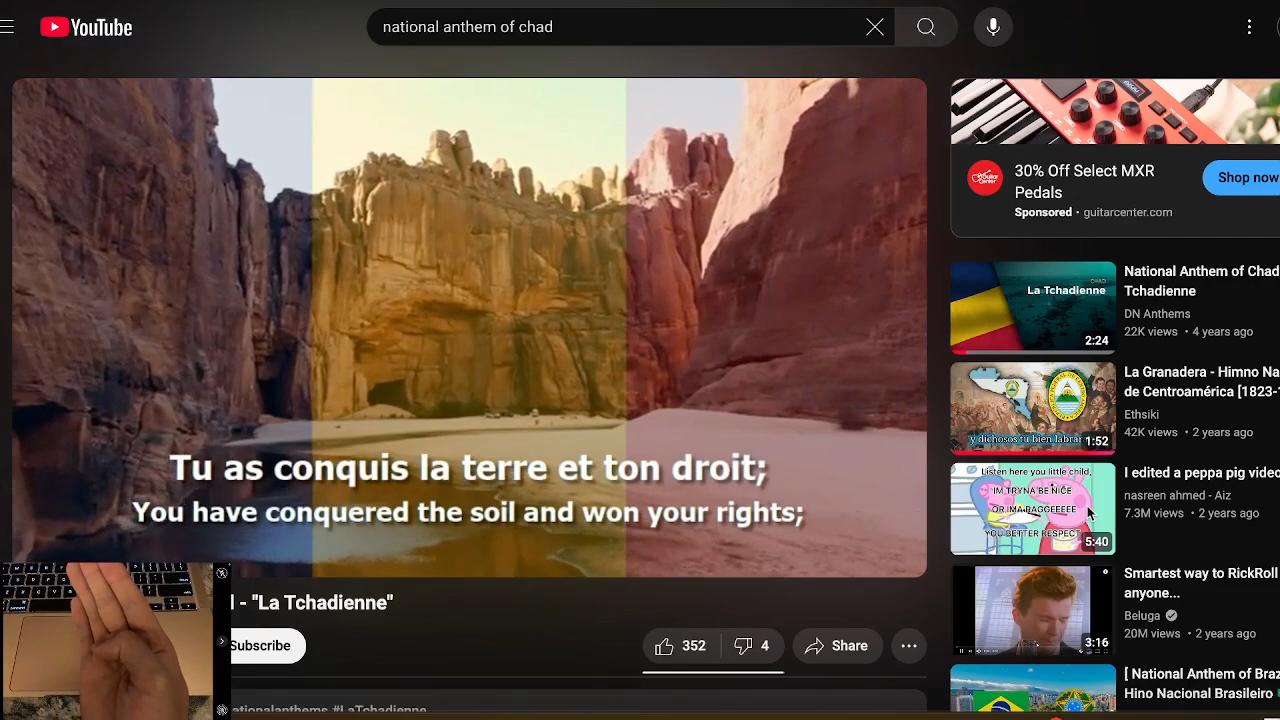 YouTube
national anthem of chad
Tu as conquis la terre et ton droit;
You have conquered the soil and won your rights;
- "La Tchadienne"
Subscribe
352
4
Share
ationalanthems #LaTchadienne
30% Off Select MXR
Pedals
Sponsored • guitarcenter.com
Shop now
CHAD
La Tchadienne
2:24
National Anthem of Chad
Tchadienne
DN Anthems
22K views • 4 years ago
y dichosos tu bien labrar
1:52
La Granadera - Himno Na
de Centroamérica [1823-
Ethsiki
42K views • 2 years ago
Listen here you little child,
IM TRYNA BE NICE
OR IMA BAGGEEEE
YOU BETTER RESPECT
5:40
I edited a peppa pig video
nasreen ahmed - Aiz
7.3M views • 2 years ago
3:16
Smartest way to RickRoll
anyone...
Beluga
20M views • 2 years ago
[ National Anthem of Braz
Hino Nacional Brasileiro